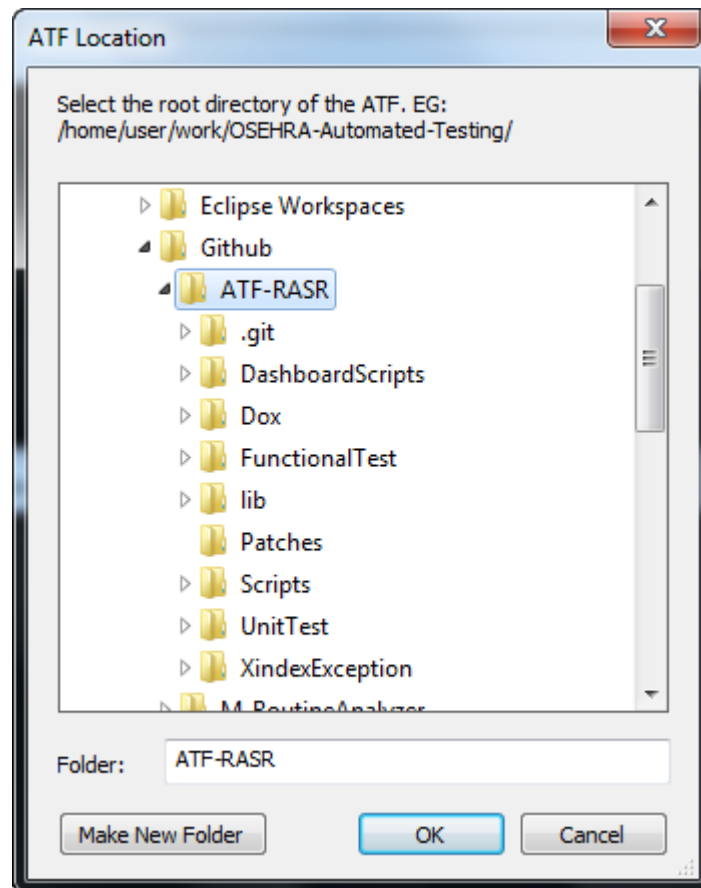 ATF Location
Select the root directory of the ATF. EG:
/home/user/work/OSEHRA-Automated-Testing/
Eclipse Workspaces
Github
ATF-RASR
.git
DashboardScripts
Dox
FunctionalTest
lib
Patches
Scripts
UnitTest
XindexException
M_RoutineAnalyzer
Folder: ATF-RASR
Make New Folder OK Cancel